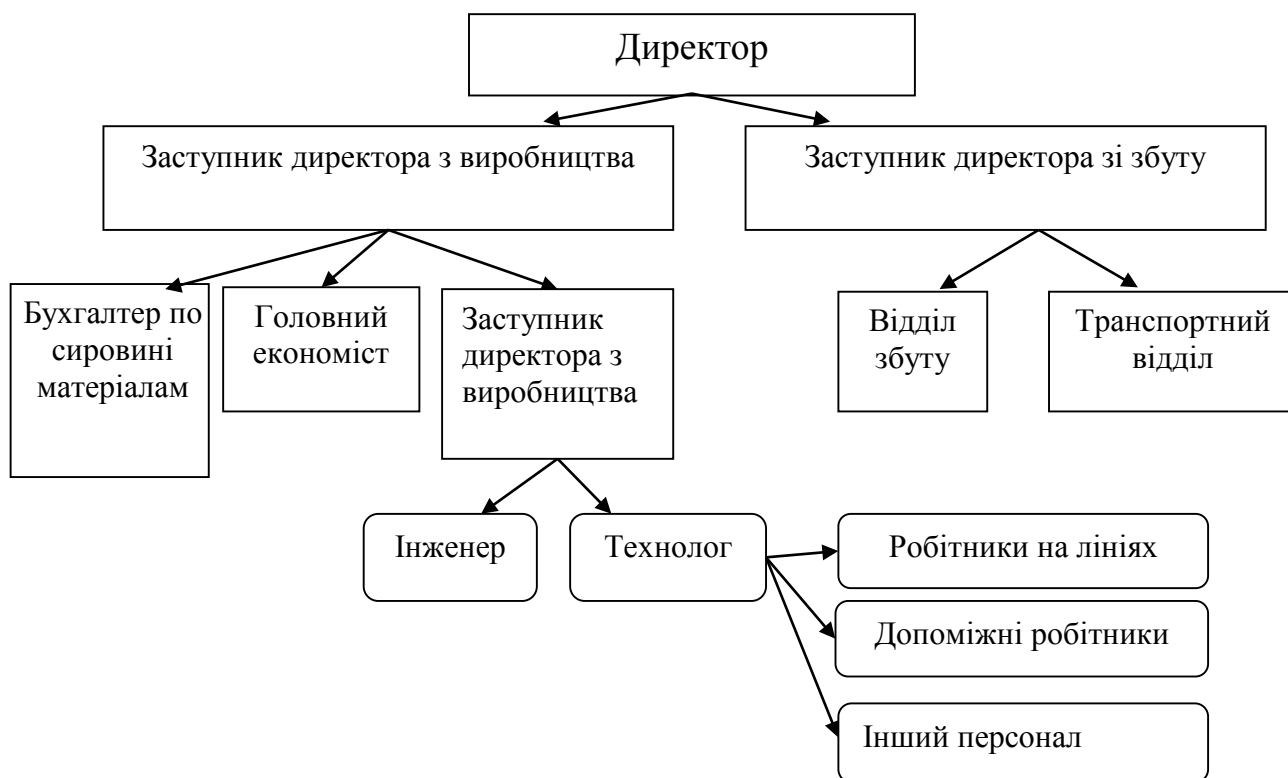 Директор
Заступник директора з виробництва
Заступник директора зі збуту
Бухгалтер по
сировині
матеріалам
Головний
економіст
Заступник
директора з
виробництва
Відділ
збуту
Транспортний
відділ
Інженер
Технолог
Робітники на лініях
Допоміжні робітники
Інший персонал